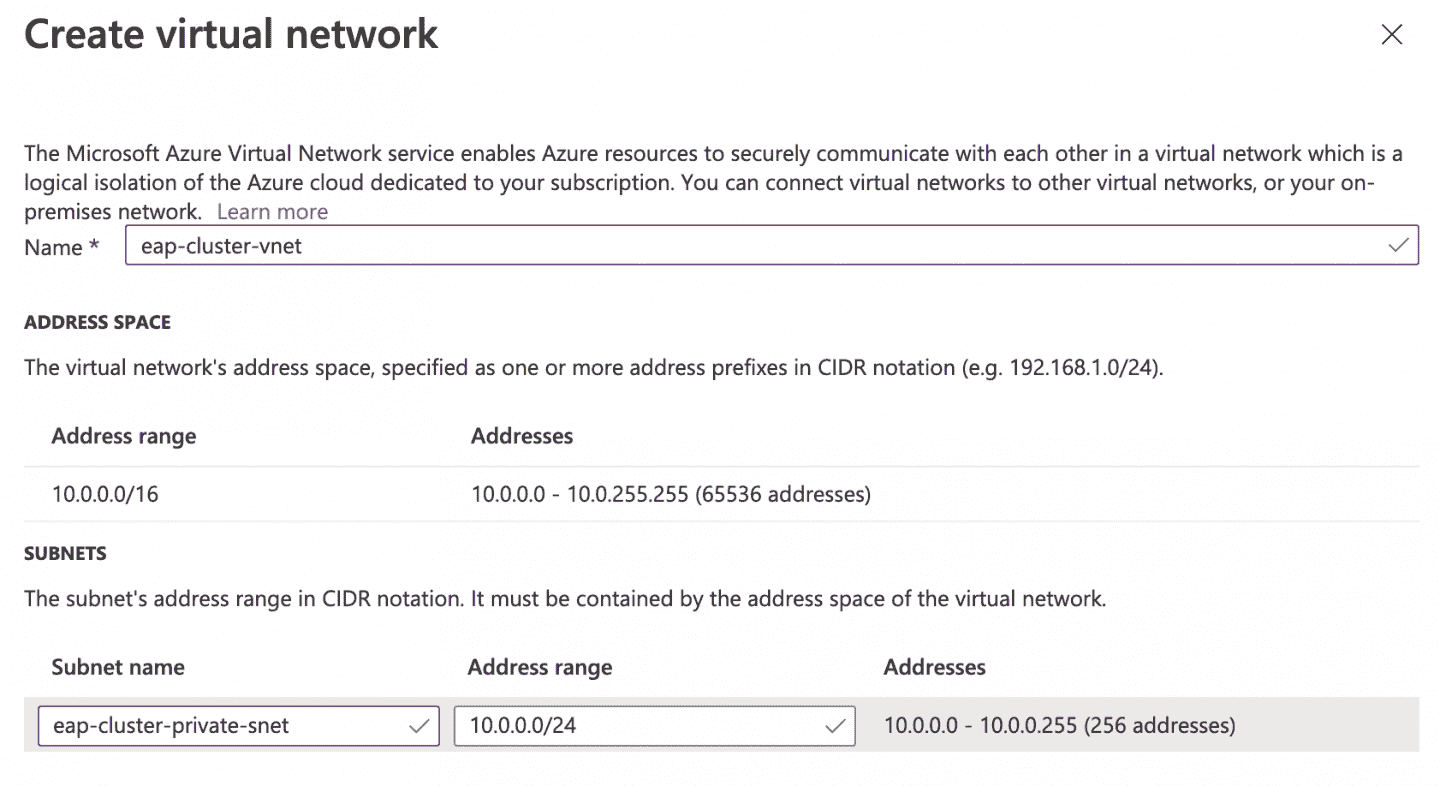 Create virtual network
The Microsoft Azure Virtual Network service enables Azure resources to securely communicate with each other in a virtual network which is a
logical isolation of the Azure cloud dedicated to your subscription. You can connect virtual networks to other virtual networks, or your on-
premises network. Learn more
Name * eap-cluster-vnet
ADDRESS SPACE
The virtual network's address space, specified as one or more address prefixes in CIDR notation (e.g. 192.168.1.0/24).
Address range Addresses
10.0.0.0/16 10.0.0.0 - 10.0.255.255 (65536 addresses)
SUBNETS
The subnet's address range in CIDR notation. It must be contained by the address space of the virtual network.
Subnet name Address range Addresses
eap-cluster-private-snet 10.0.0.0/24 10.0.0.0 - 10.0.0.255 (256 addresses)